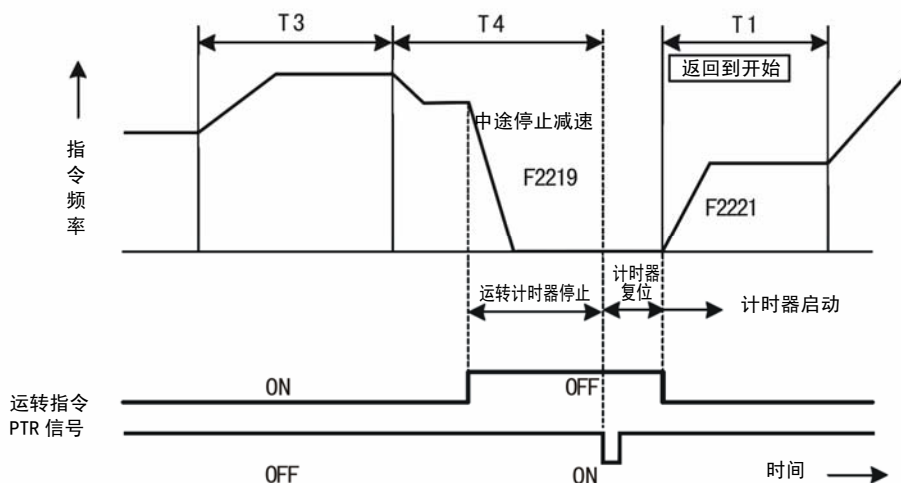 T3
T4
T1
返回到开始
中途停止减速
指令频率
F2219
F2221
计时器
复位
运转计时器停止
计时器启动
ON
OFF
运转指令
PTR 信号
OFF
ON
时间